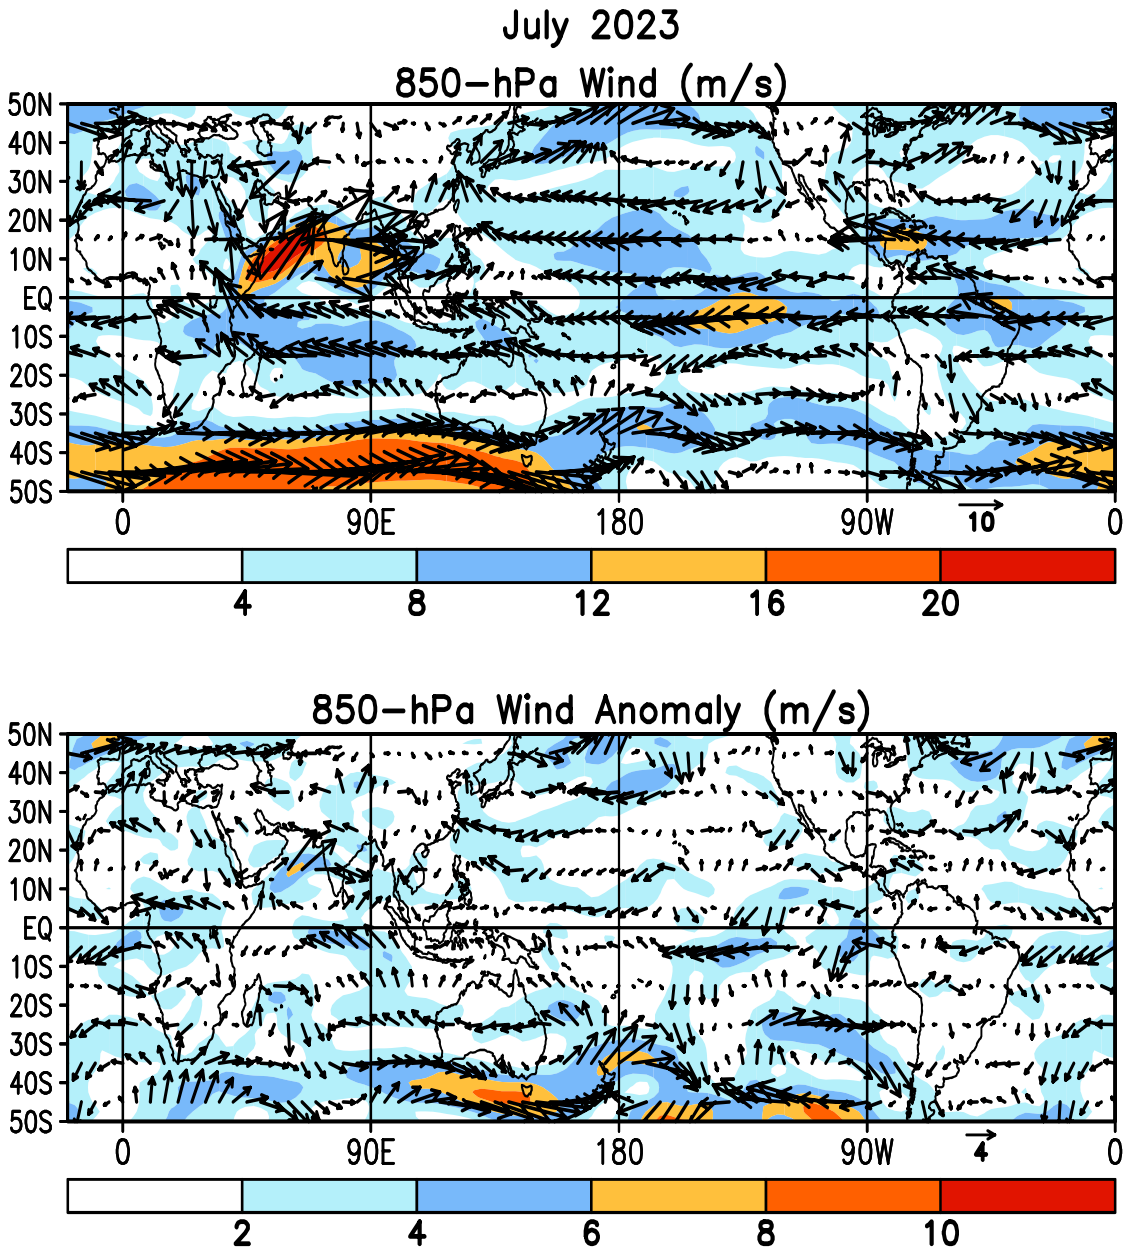 July 2023
850-hPa Wind (m/s)
50N
40N
30N
20N
10N
EQ
10S
20S
30S
40S
50S
0 90E 180 90W 0
10
4 8 12 16 20
850-hPa Wind Anomaly (m/s)
50N
40N
30N
20N
10N
EQ
10S
20S
30S
40S
50S
0 90E 180 90W 0
4
2 4 6 8 10